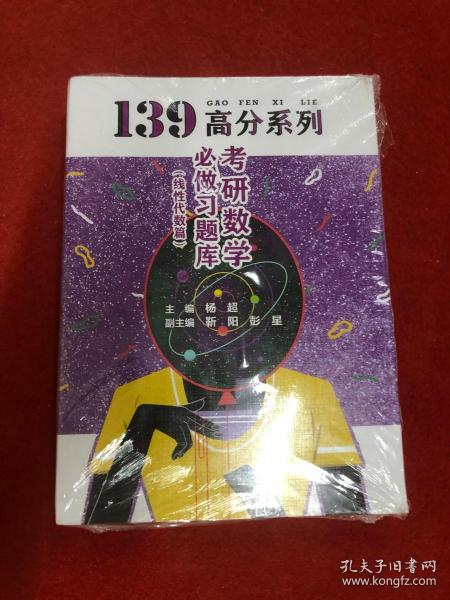 139 高分系列
GAO FEN XI LIE
考研数学
必做习题库
(线性代数篇)
主编 杨超
副主编 靳阳 彭星
孔夫子旧书网
www.kongfz.com